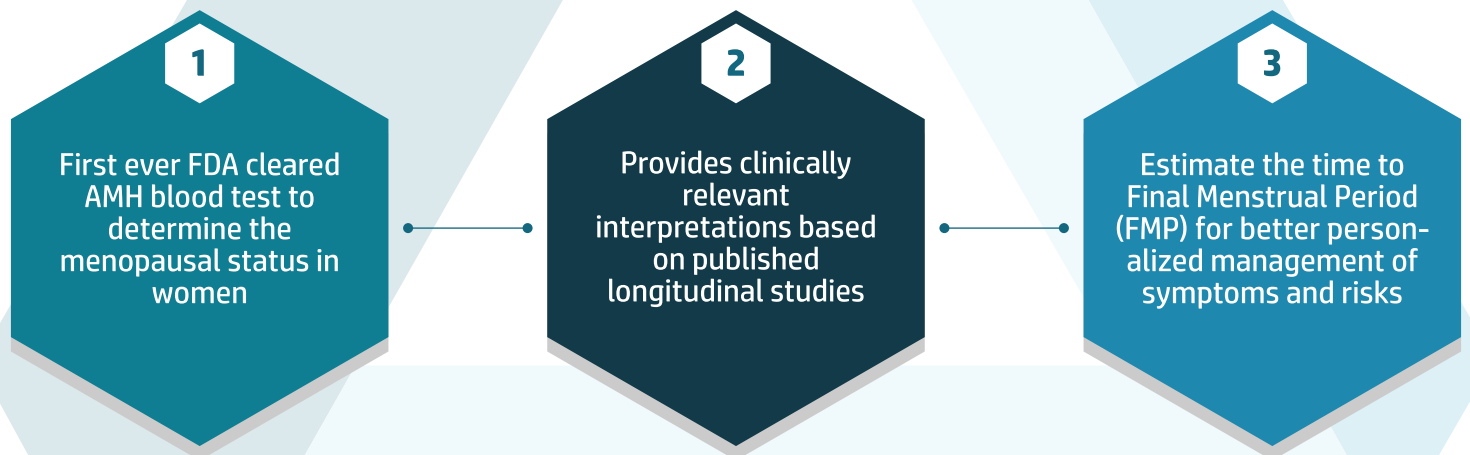 1
First ever FDA cleared
AMH blood test to
determine the
menopausal status in
women
2
Provides clinically
relevant
interpretations based
on published
longitudinal studies
3
Estimate the time to
Final Menstrual Period
(FMP) for better person-
alized management of
symptoms and risks